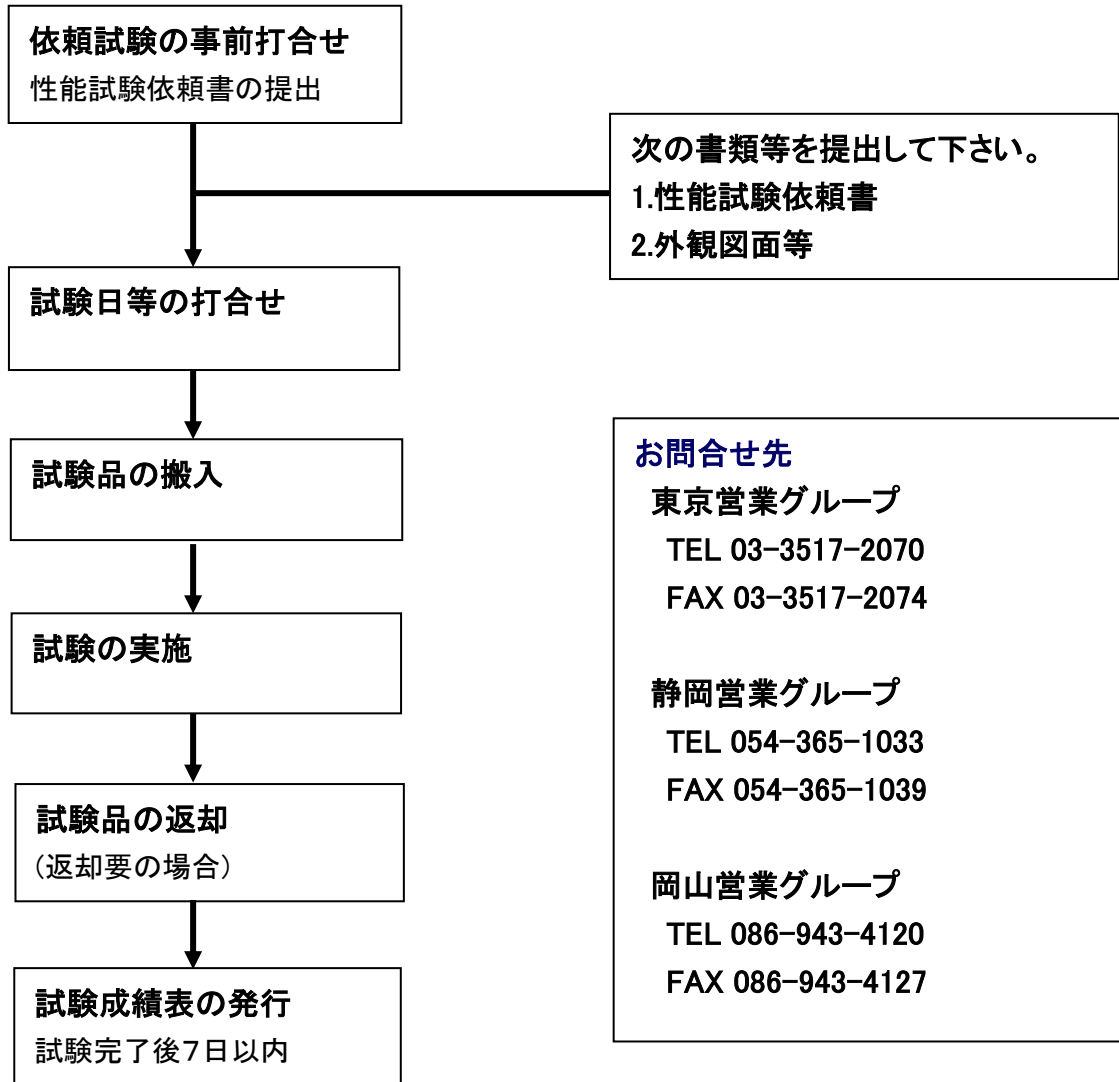 依頼試験の事前打合せ
性能試験依頼書の提出
次の書類等を提出して下さい。
1.性能試験依頼書
2.外観図面等
試験日等の打合せ
試験品の搬入
試験の実施
試験品の返却
(返却要の場合)
試験成績表の発行
試験完了後7日以内
お問合せ先
東京営業グループ
TEL 03-3517-2070
FAX 03-3517-2074
静岡営業グループ
TEL 054-365-1033
FAX 054-365-1039
岡山営業グループ
TEL 086-943-4120
FAX 086-943-4127